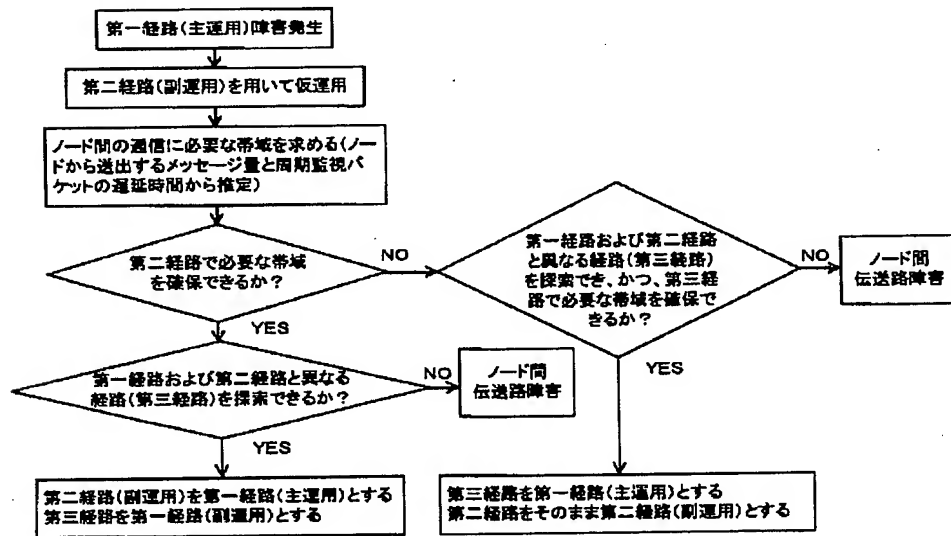 第一経路(主運用)障害発生
第二経路(副運用)を用いて仮運用
ノード間の通信に必要な帯域を求める(ノー
ドから送出するメッセージ量と周期監視パ
ケットの遅延時間から推定)
第二経路で必要な帯域
を確保できるか?
NO
第一経路および第二経路
と異なる経路(第三経路)
を探索でき、かつ、第三経
路で必要な帯域を確保で
きるか?
NO
ノード間
伝送路障害
YES
第一経路および第二経路と異なる
経路(第三経路)を探索できるか?
NO
ノード間
伝送路障害
YES
YES
第二経路(副運用)を第一経路(主運用)とする
第三経路を第一経路(副運用)とする
第三経路を第一経路(主運用)とする
第二経路をそのまま第二経路(副運用)とする